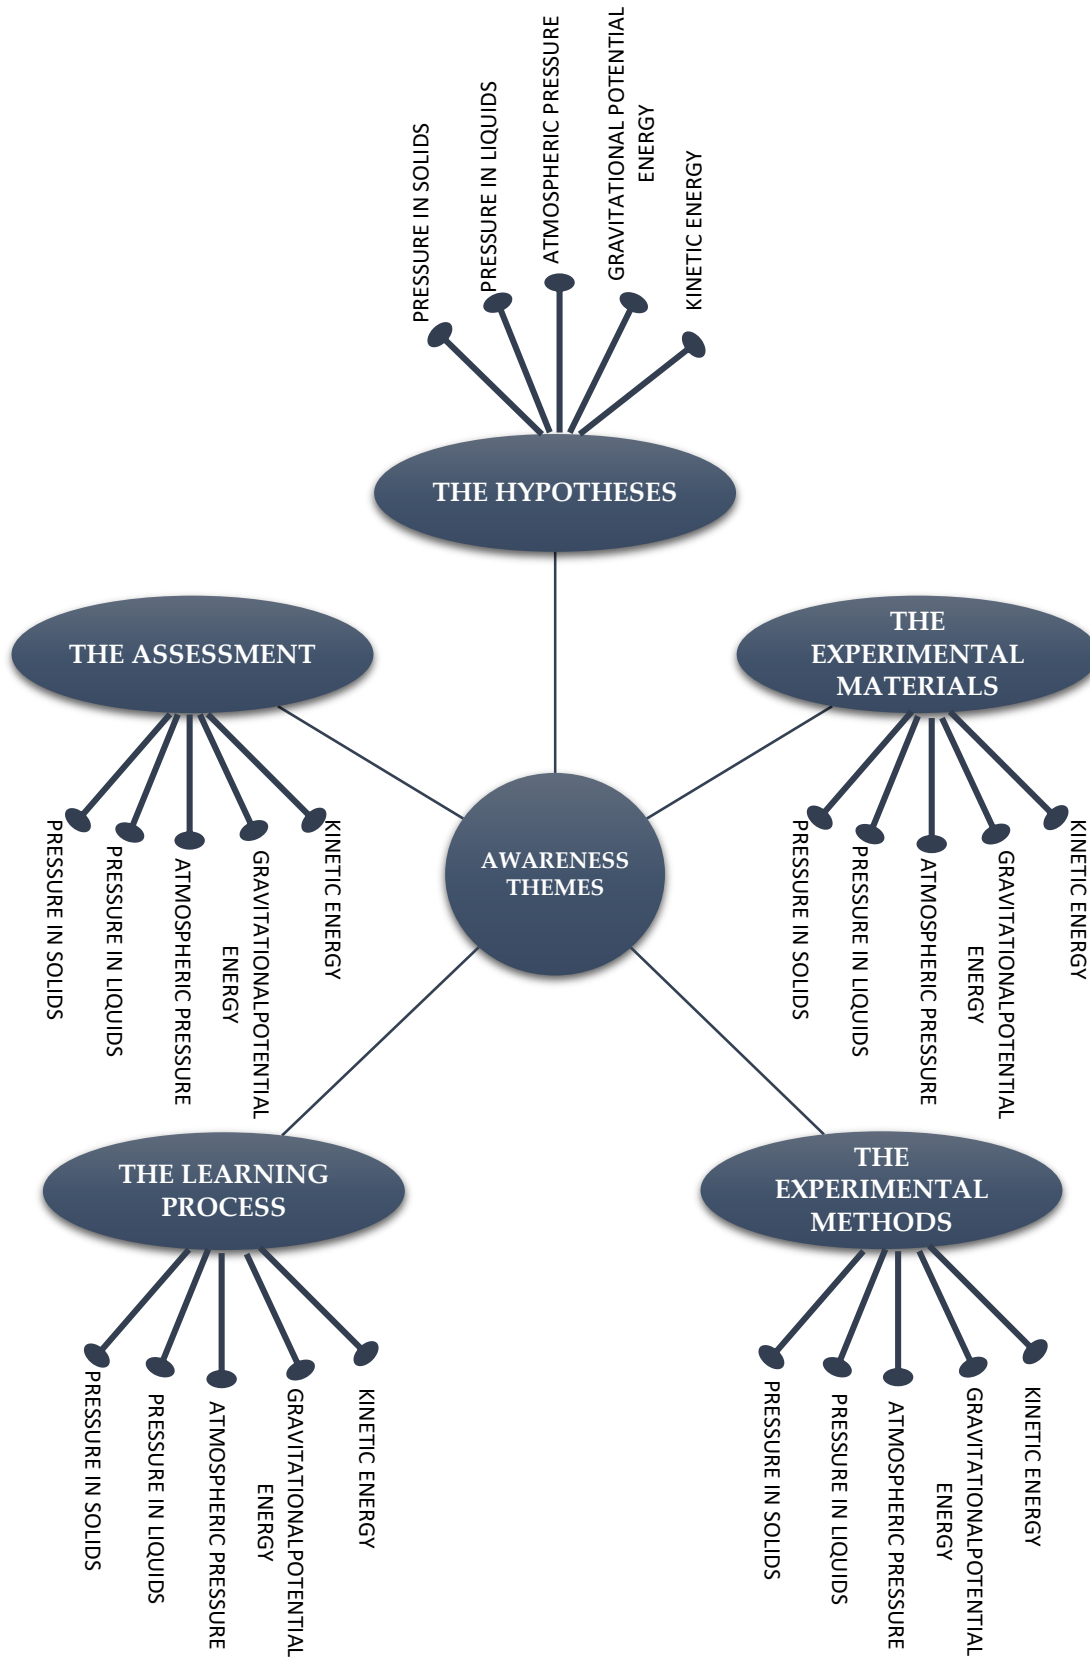 PRESSURE IN SOLIDS
PRESSURE IN LIQUIDS
ATMOSPHERIC PRESSURE
GRAVITATIONAL POTENTIAL
ENERGY
KINETIC ENERGY
THE HYPOTHESES
THE ASSESSMENT
PRESSURE IN SOLIDS
PRESSURE IN LIQUIDS
ATMOSPHERIC PRESSURE
GRAVITATIONALPOTENTIAL
ENERGY
KINETIC ENERGY
THE
EXPERIMENTAL
MATERIALS
PRESSURE IN SOLIDS
PRESSURE IN LIQUIDS
ATMOSPHERIC PRESSURE
GRAVITATIONALPOTENTIAL
ENERGY
KINETIC ENERGY
AWARENESS
THEMES
THE LEARNING
PROCESS
PRESSURE IN SOLIDS
PRESSURE IN LIQUIDS
ATMOSPHERIC PRESSURE
GRAVITATIONALPOTENTIAL
ENERGY
KINETIC ENERGY
THE
EXPERIMENTAL
METHODS
PRESSURE IN SOLIDS
PRESSURE IN LIQUIDS
ATMOSPHERIC PRESSURE
GRAVITATIONALPOTENTIAL
ENERGY
KINETIC ENERGY